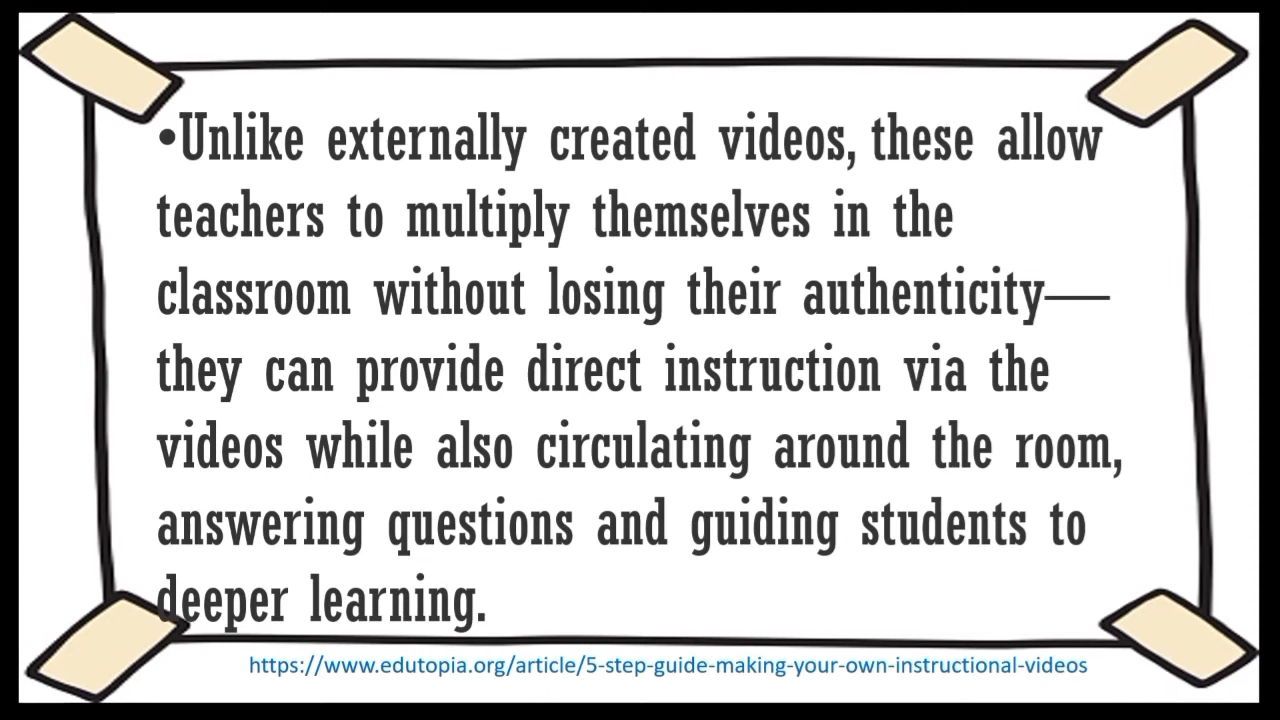 •Unlike externally created videos, these allow
teachers to multiply themselves in the
classroom without losing their authenticity—
they can provide direct instruction via the
videos while also circulating around the room,
answering questions and guiding students to
deeper learning.
https://www.edutopia.org/article/5-step-guide-making-your-own-instructional-videos